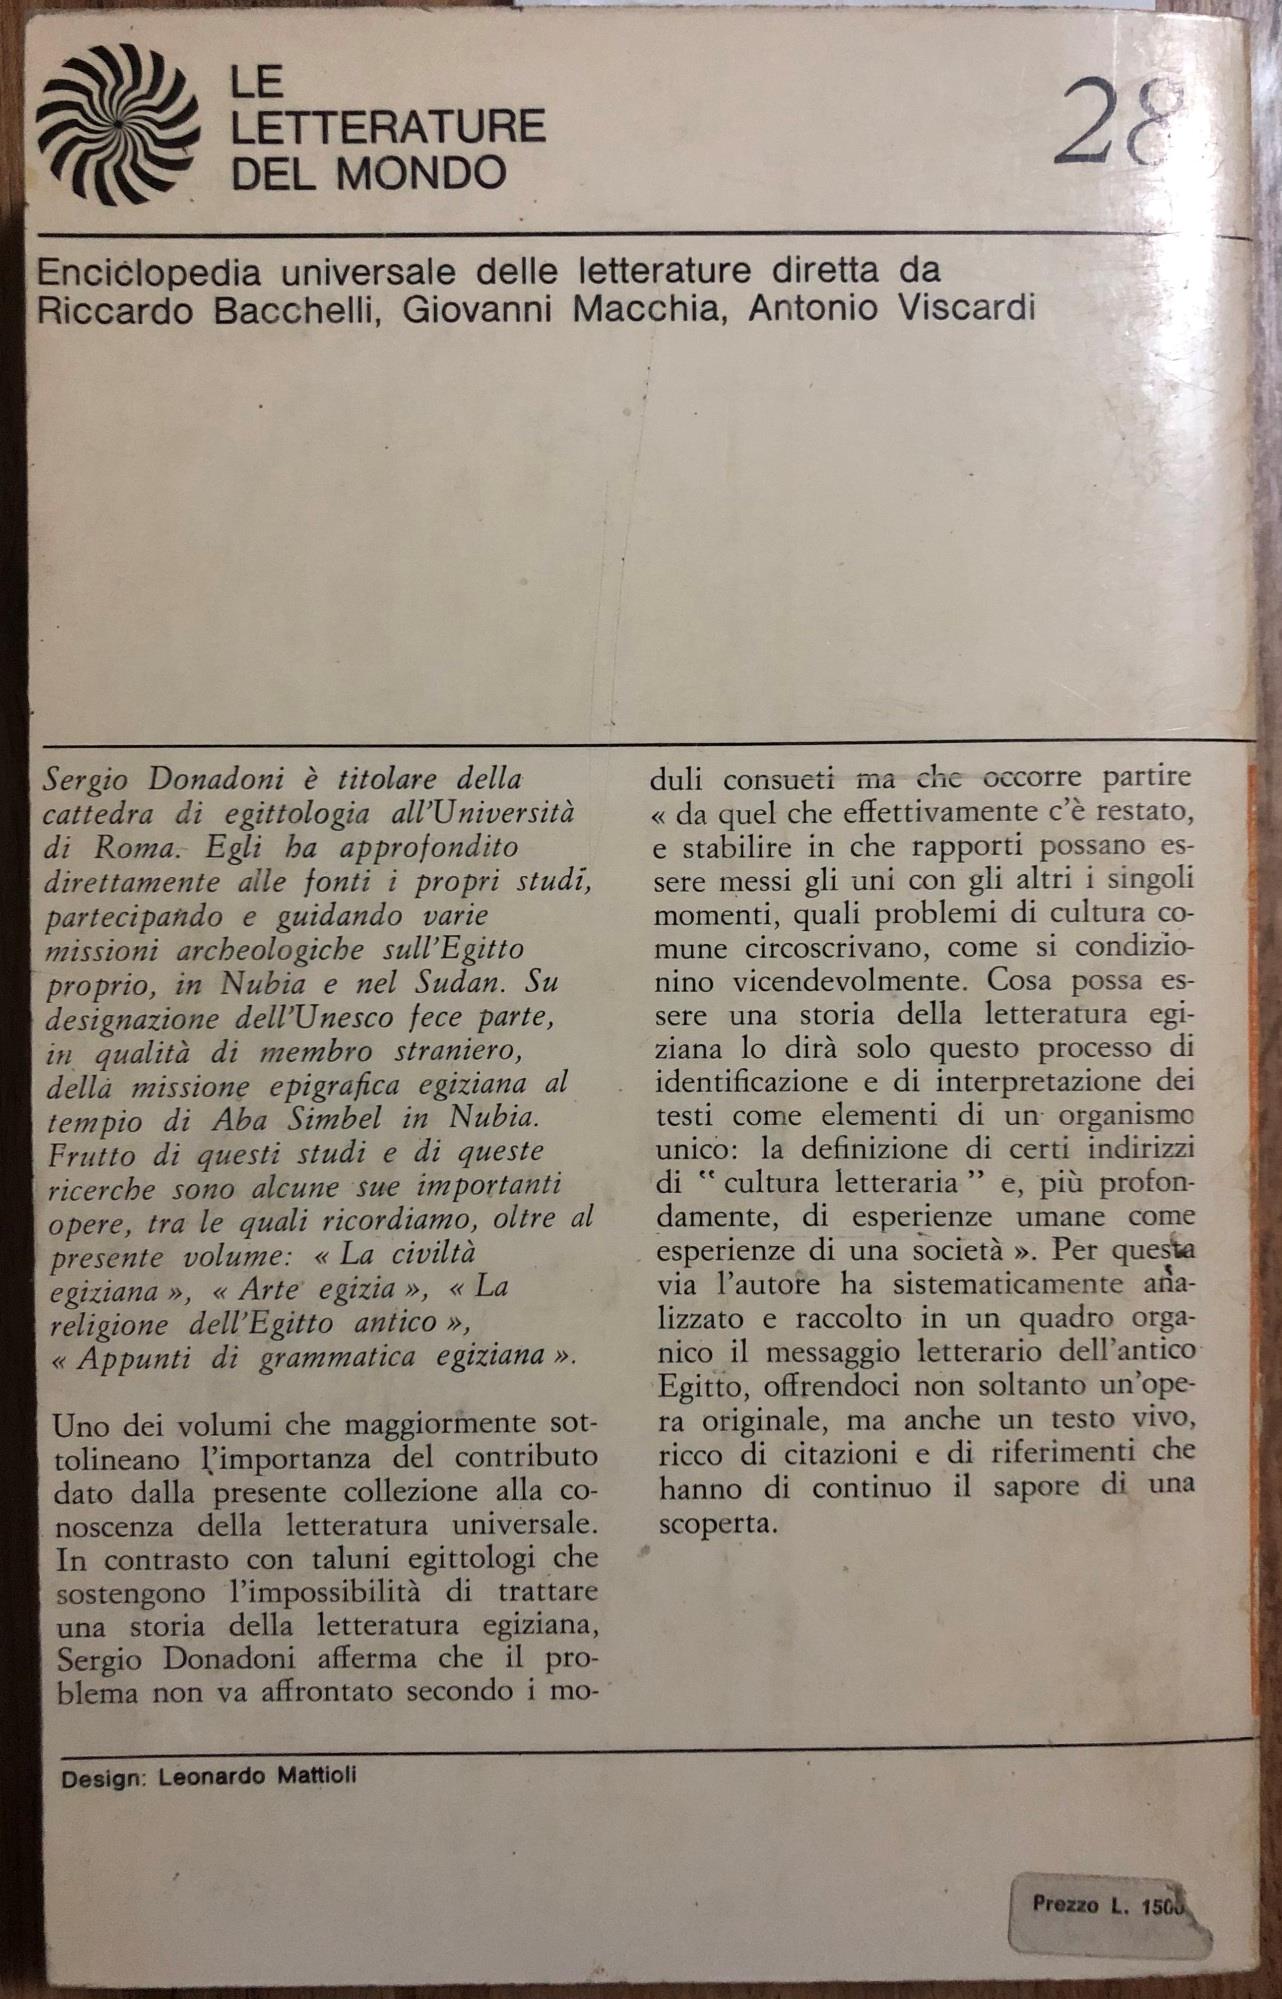 LE
LETTERATURE
DEL MONDO
28
Enciclopedia universale delle letterature diretta da
Riccardo Bacchelli, Giovanni Macchia, Antonio Viscardi
Sergio Donadoni è titolare della
cattedra di egittologia all'Università
di Roma. Egli ha approfondito
direttamente alle fonti i propri studi,
partecipando e guidando varie
missioni archeologiche sull'Egitto
proprio, in Nubia e nel Sudan. Su
designazione dell'Unesco fece parte,
in qualità di membro straniero,
della missione epigrafica egiziana al
tempio di Aba Simbel in Nubia.
Frutto di questi studi e di queste
ricerche sono alcune sue importanti
opere, tra le quali ricordiamo, oltre al
presente volume: « La civiltà
egiziana », « Arte egizia », « La
religione dell'Egitto antico »,
« Appunti di grammatica egiziana ».
Uno dei volumi che maggiormente sot-
tolineano l'importanza del contributo
dato dalla presente collezione alla co-
noscenza della letteratura universale.
In contrasto con taluni egittologi che
sostengono l'impossibilità di trattare
una storia della letteratura egiziana,
Sergio Donadoni afferma che il pro-
blema non va affrontato secondo i mo-
duli consueti ma che occorre partire
« da quel che effettivamente c'è restato,
e stabilire in che rapporti possano es-
sere messi gli uni con gli altri i singoli
momenti, quali problemi di cultura co-
mune circoscrivano, come si condizio-
nino vicendevolmente. Cosa possa es-
sere una storia della letteratura egi-
ziana lo dirà solo questo processo di
identificazione e di interpretazione dei
testi come elementi di un organismo
unico: la definizione di certi indirizzi
di “ cultura letteraria ” e, più profon-
damente, di esperienze umane come
esperienze di una società ». Per questa
via l'autore ha sistematicamente ana-
lizzato e raccolto in un quadro orga-
nico il messaggio letterario dell'antico
Egitto, offrendoci non soltanto un'ope-
ra originale, ma anche un testo vivo,
ricco di citazioni e di riferimenti che
hanno di continuo il sapore di una
scoperta.
Design: Leonardo Mattioli
Prezzo L. 1500